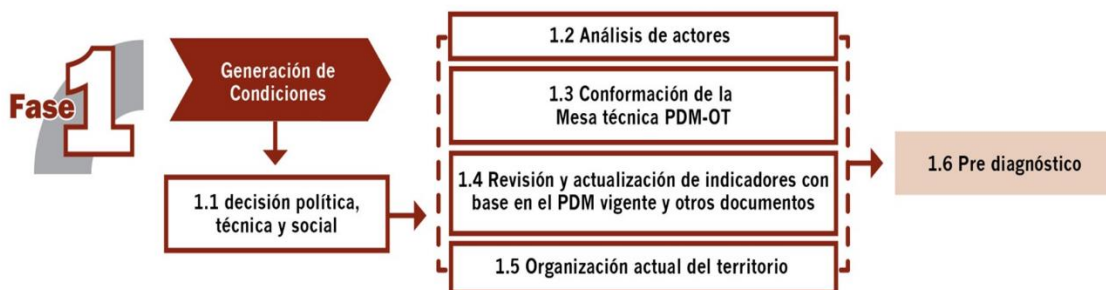 Fase 1
Generación de
Condiciones
1.1 decisión política,
técnica y social
1.2 Análisis de actores
1.3 Conformación de la
Mesa técnica PDM-OT
1.4 Revisión y actualización de indicadores con
base en el PDM vigente y otros documentos
1.5 Organización actual del territorio
1.6 Pre diagnóstico